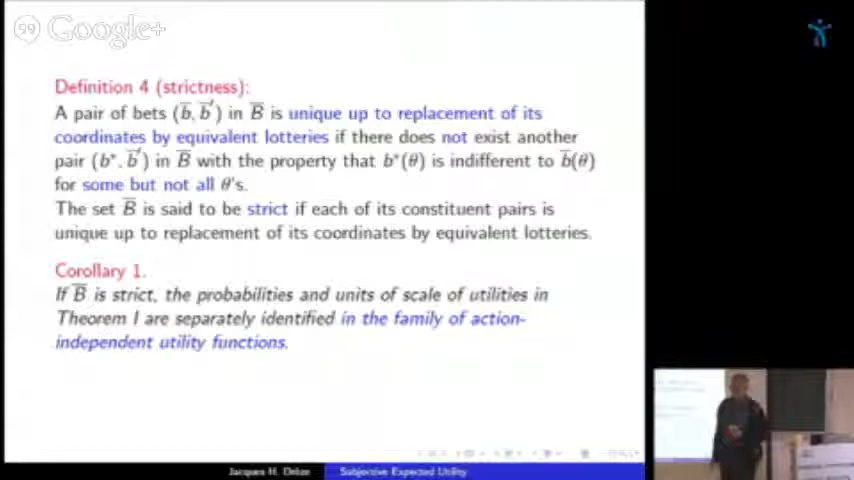 Google+
Definition 4 (strictness):
A pair of bets (b̅, b̅′) in B̅ is unique up to replacement of its
coordinates by equivalent lotteries if there does not exist another
pair (b*, b̅′) in B̅ with the property that b*(θ) is indifferent to b̅(θ)
for some but not all θ's.
The set B̅ is said to be strict if each of its constituent pairs is
unique up to replacement of its coordinates by equivalent lotteries.
Corollary 1.
If B̅ is strict, the probabilities and units of scale of utilities in
Theorem I are separately identified in the family of action-
independent utility functions.
Jacques H. Drèze
Subjective Expected Utility